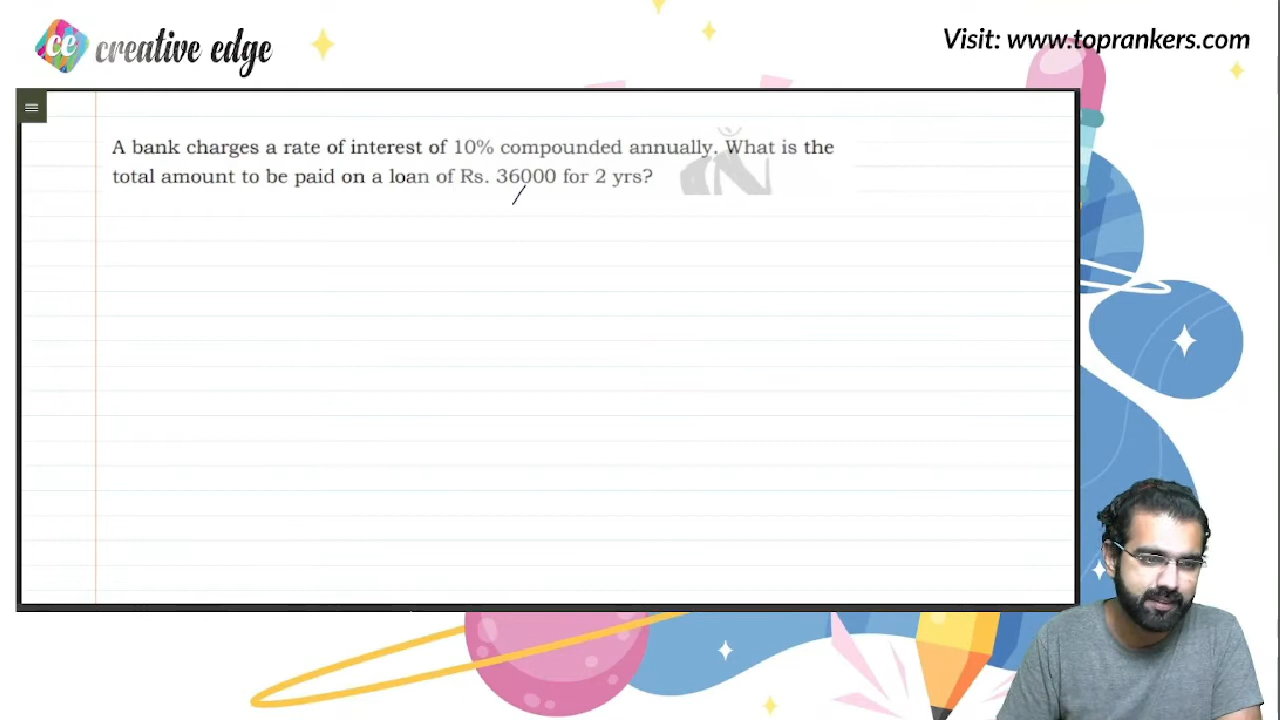 ce creative edge
Visit: www.toprankers.com
A bank charges a rate of interest of 10% compounded annually. What is the
total amount to be paid on a loan of Rs. 36000 for 2 yrs?